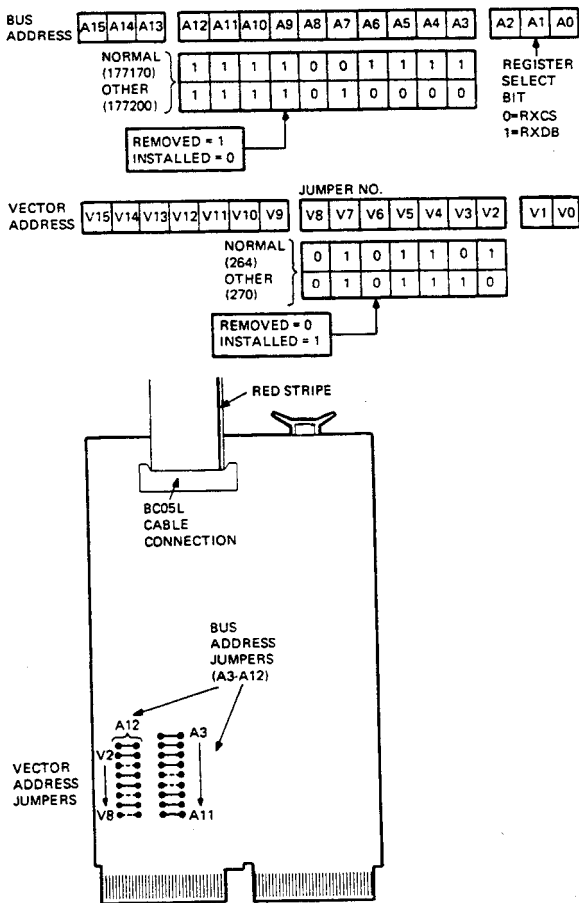 BUS ADDRESS A15 A14 A13 A12 A11 A10 A9 A8 A7 A6 A5 A4 A3 A2 A1 A0
NORMAL (177170) 1 1 1 1 0 0 1 1 1 1
OTHER (177200) 1 1 1 1 0 1 0 0 0 0
REGISTER
SELECT
BIT
0=RXCS
1=RXDB
REMOVED = 1
INSTALLED = 0
JUMPER NO.
VECTOR ADDRESS V15 V14 V13 V12 V11 V10 V9 V8 V7 V6 V5 V4 V3 V2 V1 V0
NORMAL (264) 0 1 0 1 1 0 1
OTHER (270) 0 1 0 1 1 1 0
REMOVED = 0
INSTALLED = 1
RED STRIPE
BC05L
CABLE
CONNECTION
BUS
ADDRESS
JUMPERS
(A3-A12)
A12
A3
V2
VECTOR
ADDRESS
JUMPERS
V8
A11